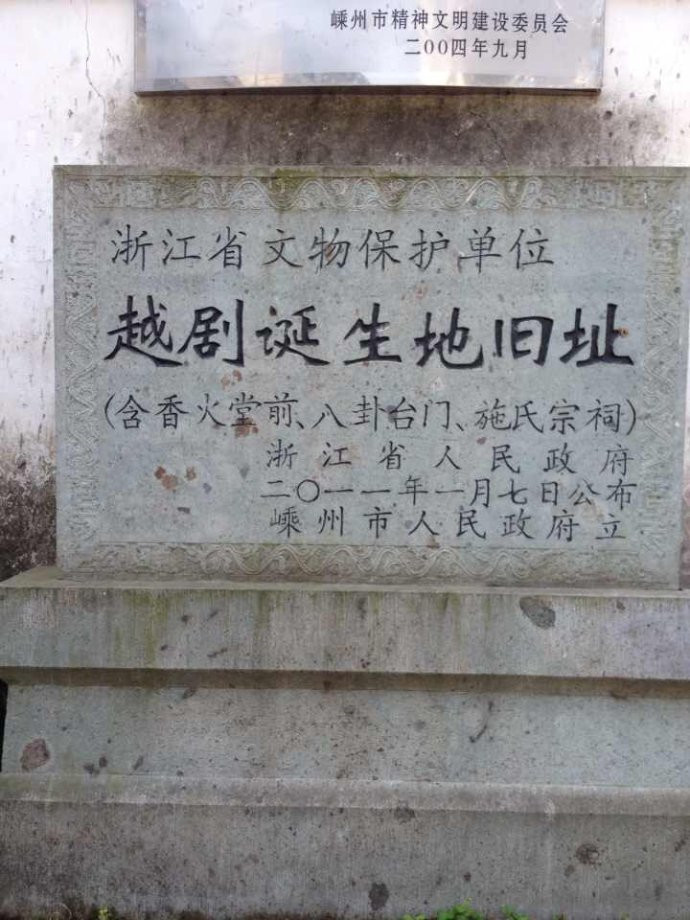 嵊州市精神文明建设委员会
二00四年九月
浙江省文物保护单位
越剧诞生地旧址
(含香火堂前、八卦台门、施氏宗祠)
浙江省人民政府
二〇一一年一月七日公布
嵊州市人民政府立